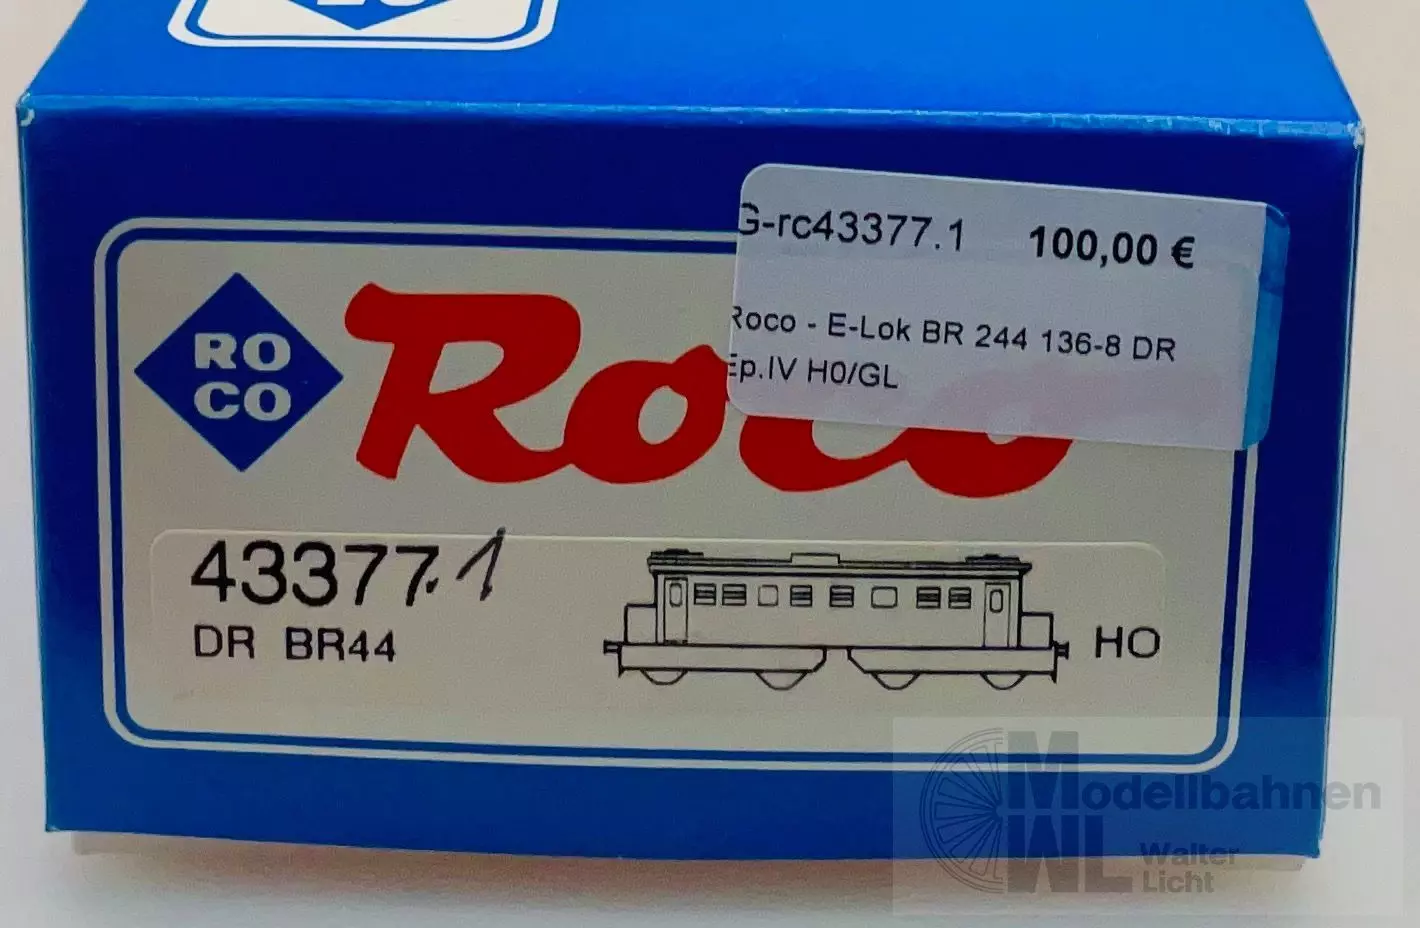 G-rc43377.1 100,00 €
Roco - E-Lok BR 244 136-8 DR
Ep.IV H0/GL
RO
CO
Roco
43377.1
DR BR44
HO
Modellbahnen
WL Walter
Licht